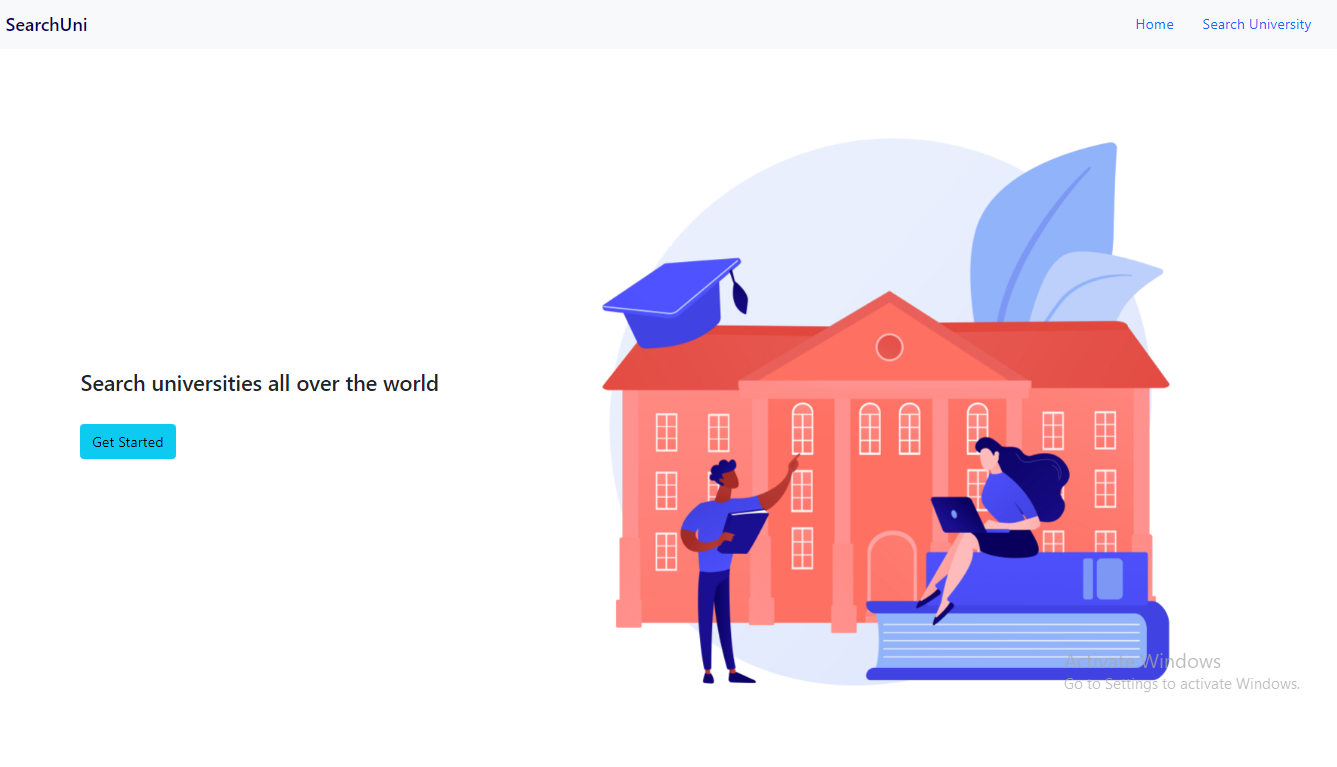 SearchUni
Home
Search University
Search universities all over the world
Get Started
Activate Windows
Go to Settings to activate Windows.